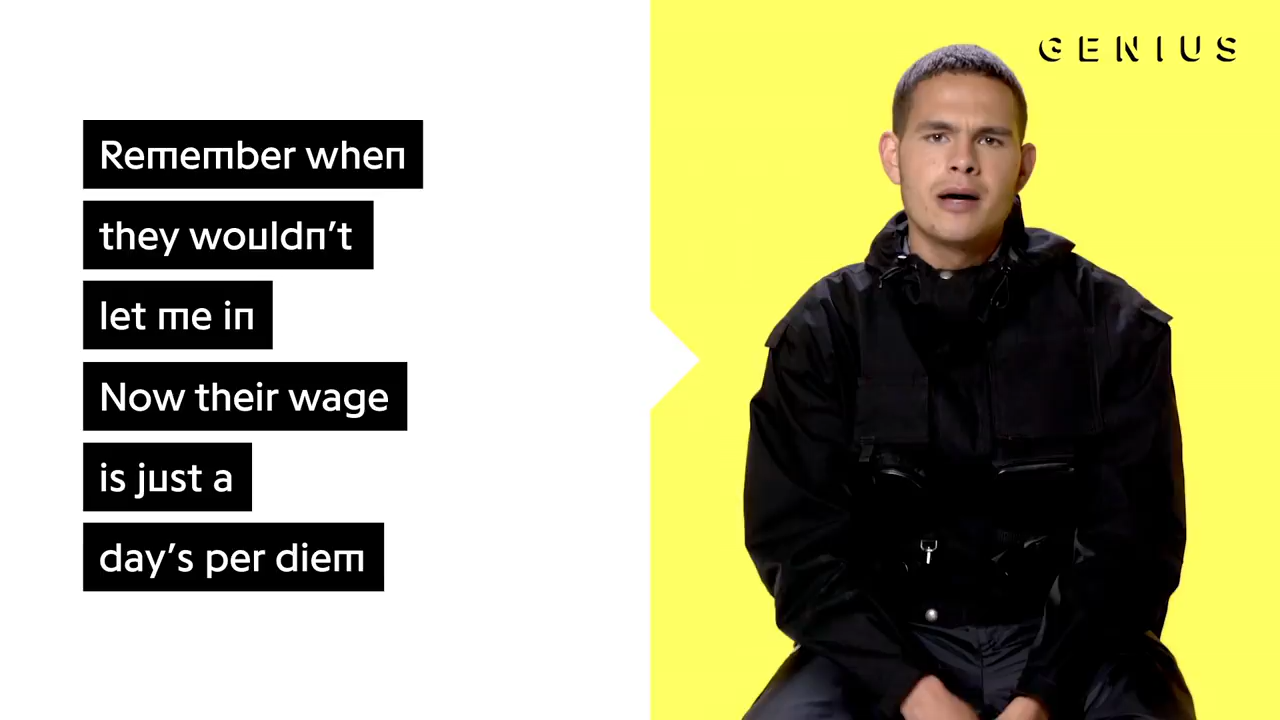 GENIUS
Remember when
they wouldn’t
let me in
Now their wage
is just a
day’s per diem